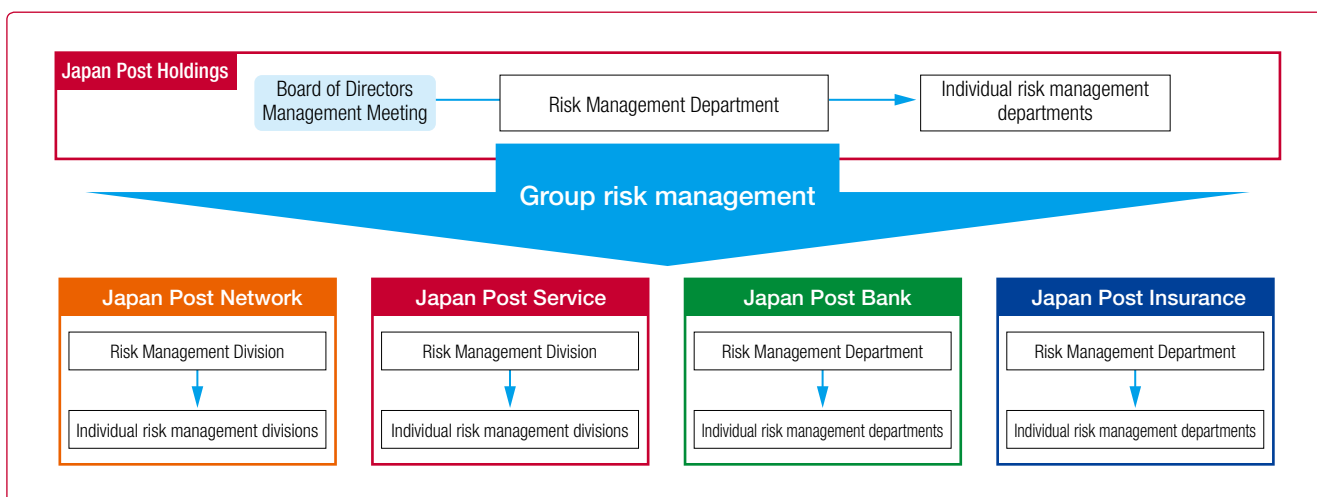 Japan Post Holdings
Board of Directors
Management Meeting
Risk Management Department
Individual risk management
departments
Group risk management
Japan Post Network
Risk Management Division
Individual risk management divisions
Japan Post Service
Risk Management Division
Individual risk management divisions
Japan Post Bank
Risk Management Department
Individual risk management departments
Japan Post Insurance
Risk Management Department
Individual risk management departments